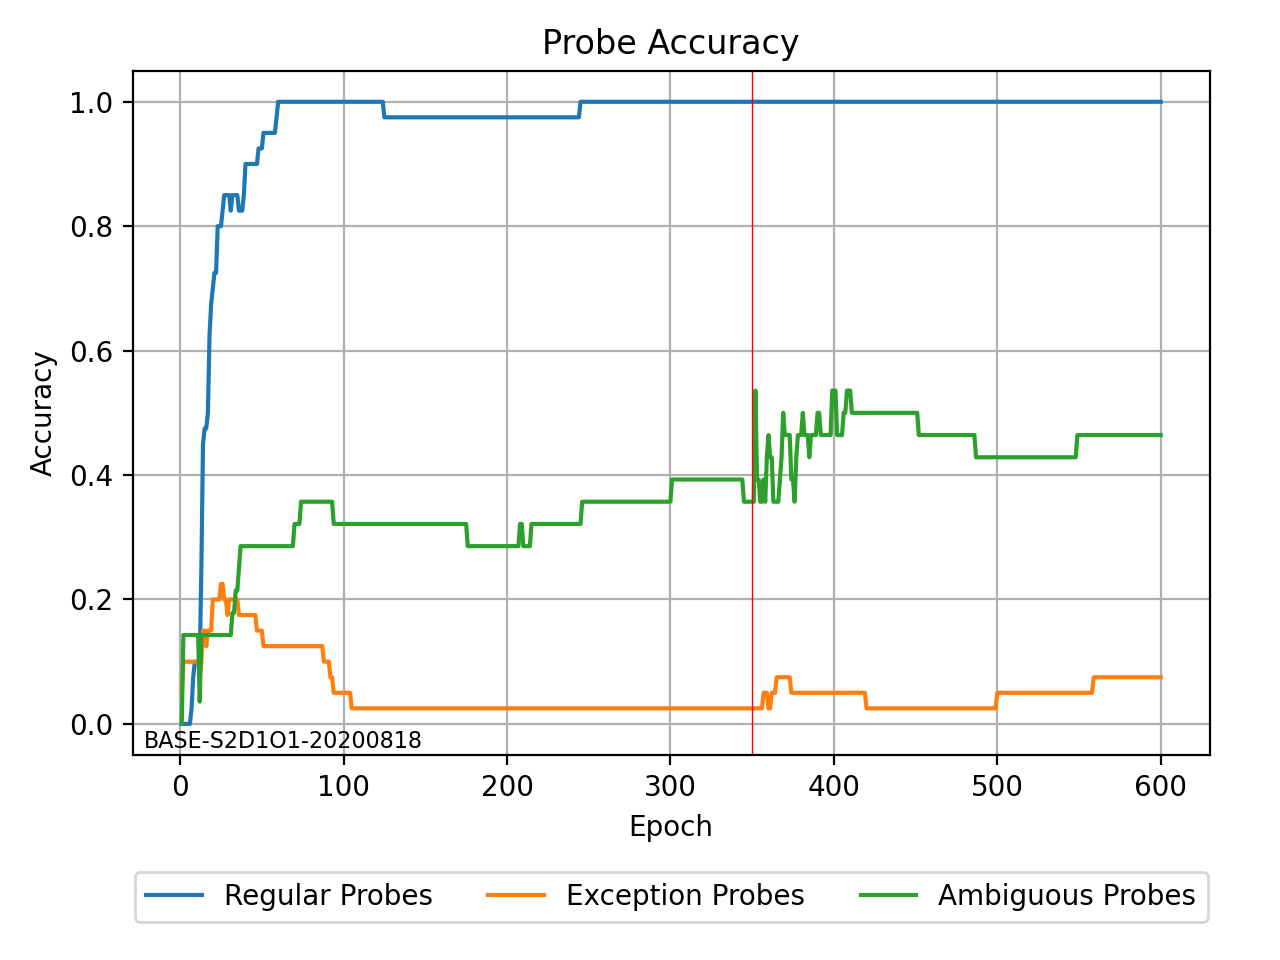 Probe Accuracy
Accuracy
1.0
0.8
0.6
0.4
0.2
0.0
BASE-S2D1O1-20200818
0 100 200 300 400 500 600
Epoch
Regular Probes Exception Probes Ambiguous Probes